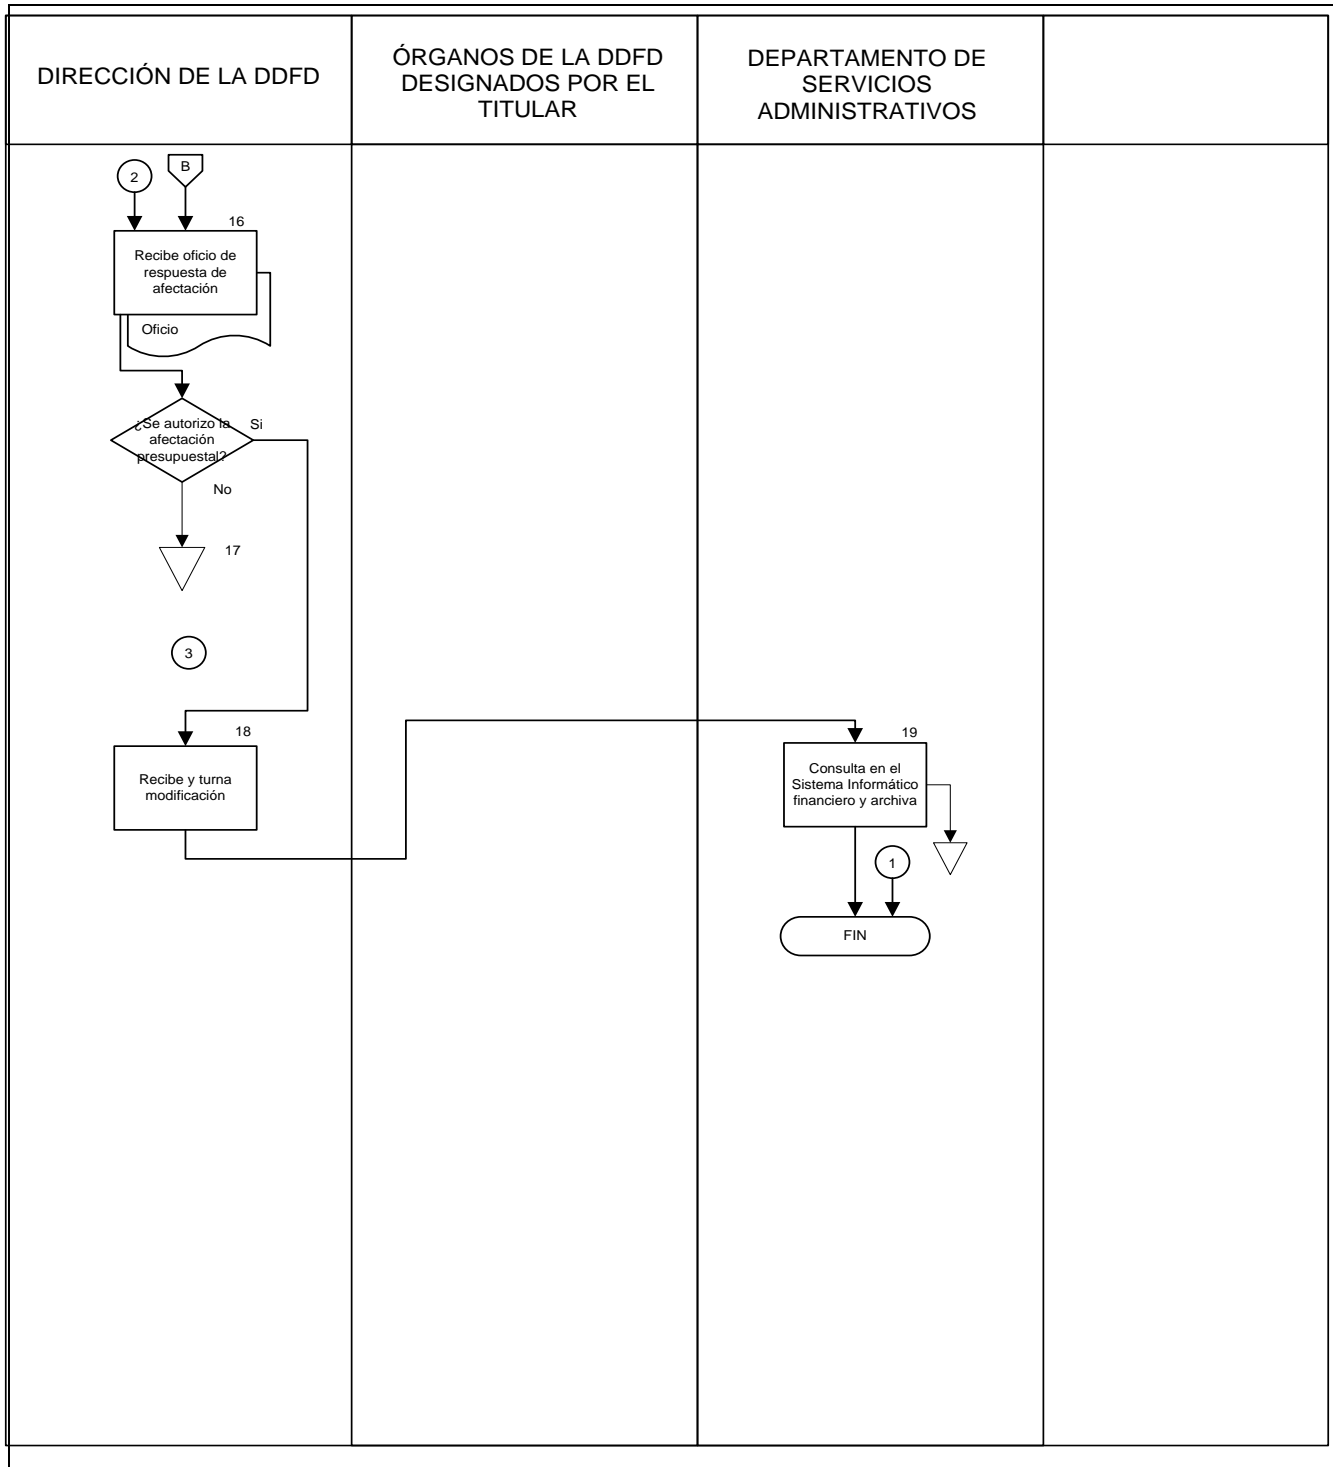 DIRECCIÓN DE LA DDFD
ÓRGANOS DE LA DDFD
DESIGNADOS POR EL
TITULAR
DEPARTAMENTO DE
SERVICIOS
ADMINISTRATIVOS
2
B
16
Recibe oficio de
respuesta de
afectación
Oficio
¿Se autorizo la
afectación
presupuestal?
Si
No
17
3
18
Recibe y turna
modificación
19
Consulta en el
Sistema Informático
financiero y archiva
1
FIN